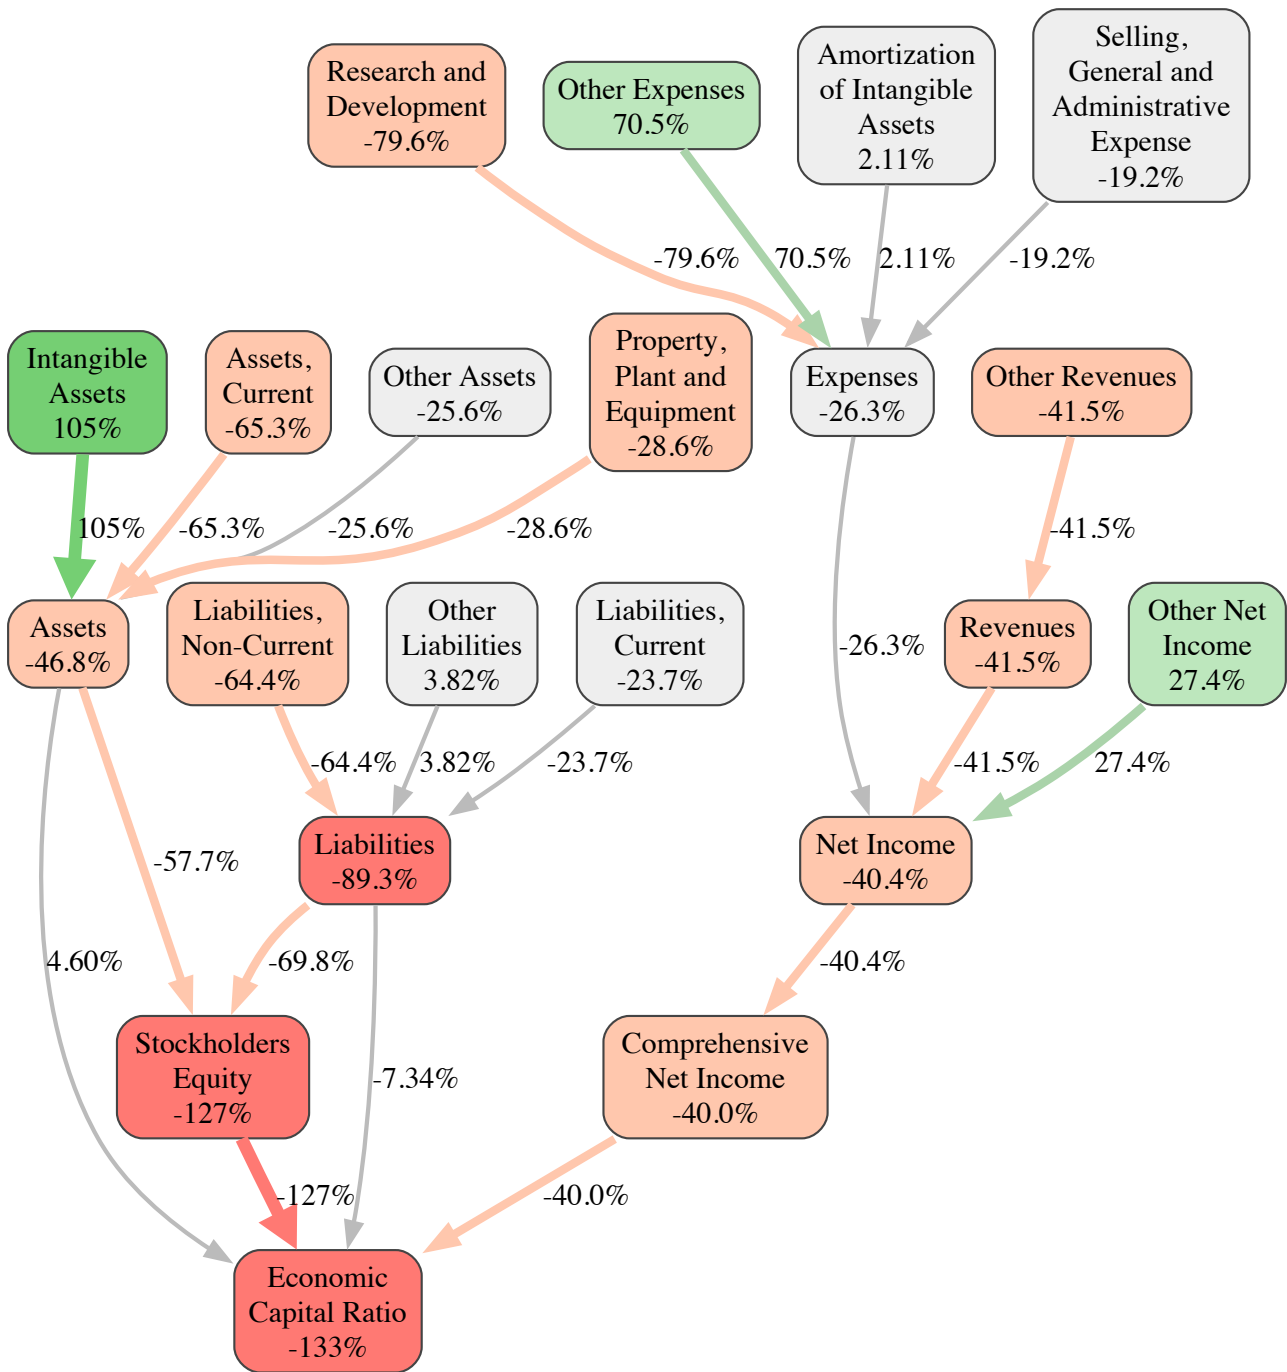 Research and
Development
-79.6%
Other Expenses
70.5%
Amortization
of Intangible
Assets
2.11%
Selling,
General and
Administrative
Expense
-19.2%
-79.6%
70.5%
2.11%
-19.2%
Intangible
Assets
105%
Assets,
Current
-65.3%
Other Assets
-25.6%
Property,
Plant and
Equipment
-28.6%
Expenses
-26.3%
Other Revenues
-41.5%
105%
-65.3%
-25.6%
-28.6%
-41.5%
Assets
-46.8%
Liabilities,
Non-Current
-64.4%
Other
Liabilities
3.82%
Liabilities,
Current
-23.7%
-26.3%
Revenues
-41.5%
Other Net
Income
27.4%
-64.4%
3.82%
-23.7%
-41.5%
27.4%
-57.7%
Liabilities
-89.3%
Net Income
-40.4%
4.60%
-69.8%
-40.4%
Stockholders
Equity
-127%
-7.34%
Comprehensive
Net Income
-40.0%
-127%
-40.0%
Economic
Capital Ratio
-133%